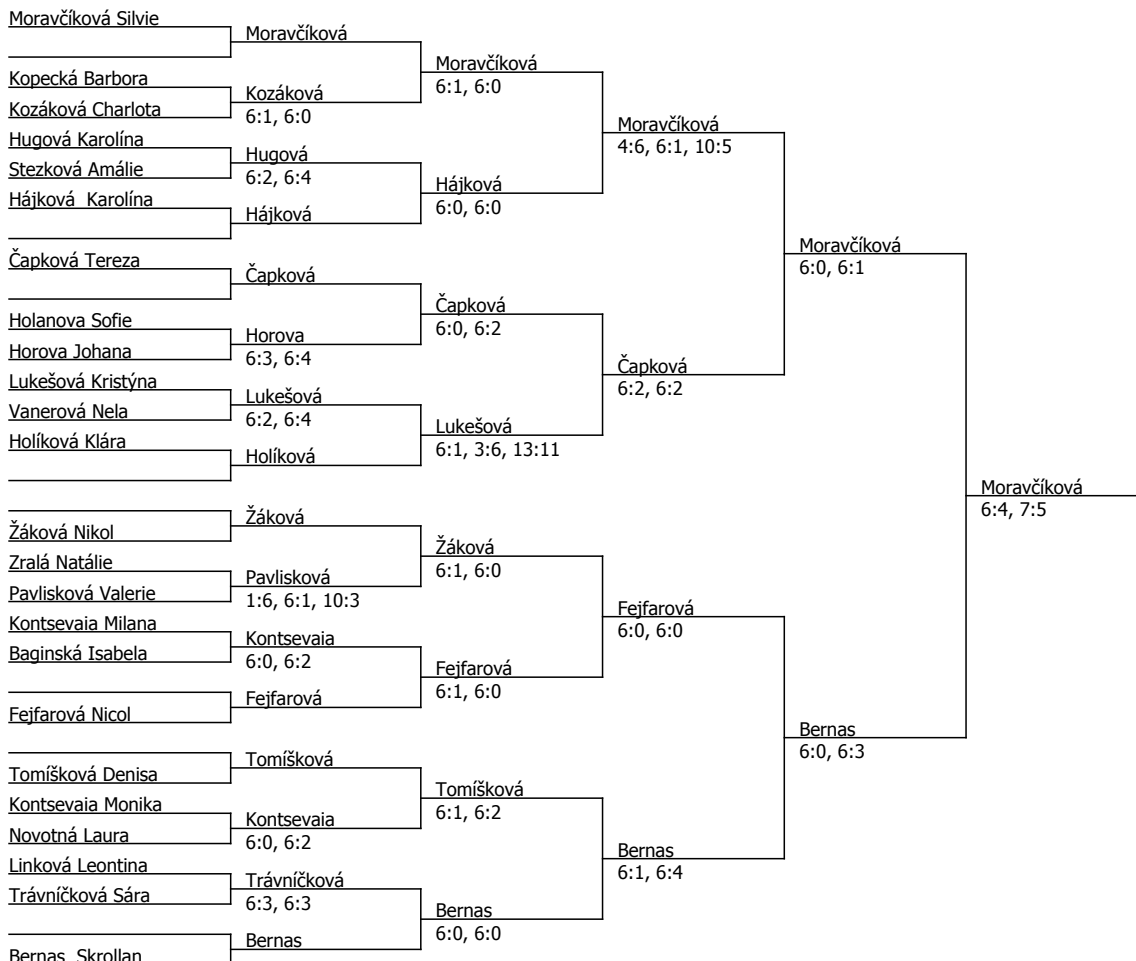 Moravčíková Silvie
Moravčíková
Moravčíková
6:1, 6:0
Kopecká Barbora
Kozáková
6:1, 6:0
Kozáková Charlota
Moravčíková
4:6, 6:1, 10:5
Hugová Karolína
Hugová
6:2, 6:4
Stezková Amálie
Hájková
6:0, 6:0
Hájková  Karolína
Hájková
Moravčíková
6:0, 6:1
Čapková Tereza
Čapková
Čapková
6:0, 6:2
Holanova Sofie
Horova
6:3, 6:4
Horova Johana
Čapková
6:2, 6:2
Lukešová Kristýna
Lukešová
6:2, 6:4
Vanerová Nela
Lukešová
6:1, 3:6, 13:11
Holíková Klára
Holíková
Moravčíková
6:4, 7:5
Žáková
Žáková Nikol
Žáková
6:1, 6:0
Zralá Natálie
Pavlisková
1:6, 6:1, 10:3
Pavlisková Valerie
Fejfarová
6:0, 6:0
Kontsevaia Milana
Kontsevaia
6:0, 6:2
Baginská Isabela
Fejfarová
6:1, 6:0
Fejfarová
Fejfarová Nicol
Bernas
6:0, 6:3
Tomíšková
Tomíšková Denisa
Tomíšková
6:1, 6:2
Kontsevaia Monika
Kontsevaia
6:0, 6:2
Novotná Laura
Bernas
6:1, 6:4
Linková Leontina
Trávníčková
6:3, 6:3
Trávníčková Sára
Bernas
6:0, 6:0
Bernas
Bernas  Skrollan